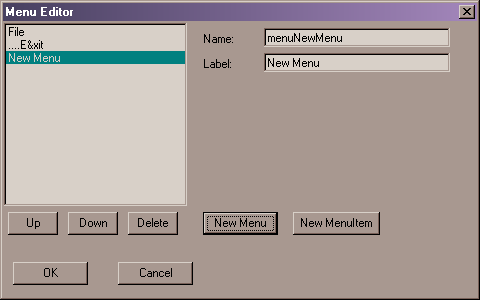 Menu Editor
File
....E&xit
New Menu
Name: menuNewMenu
Label: New Menu
Up Down Delete New Menu New MenuItem
OK Cancel